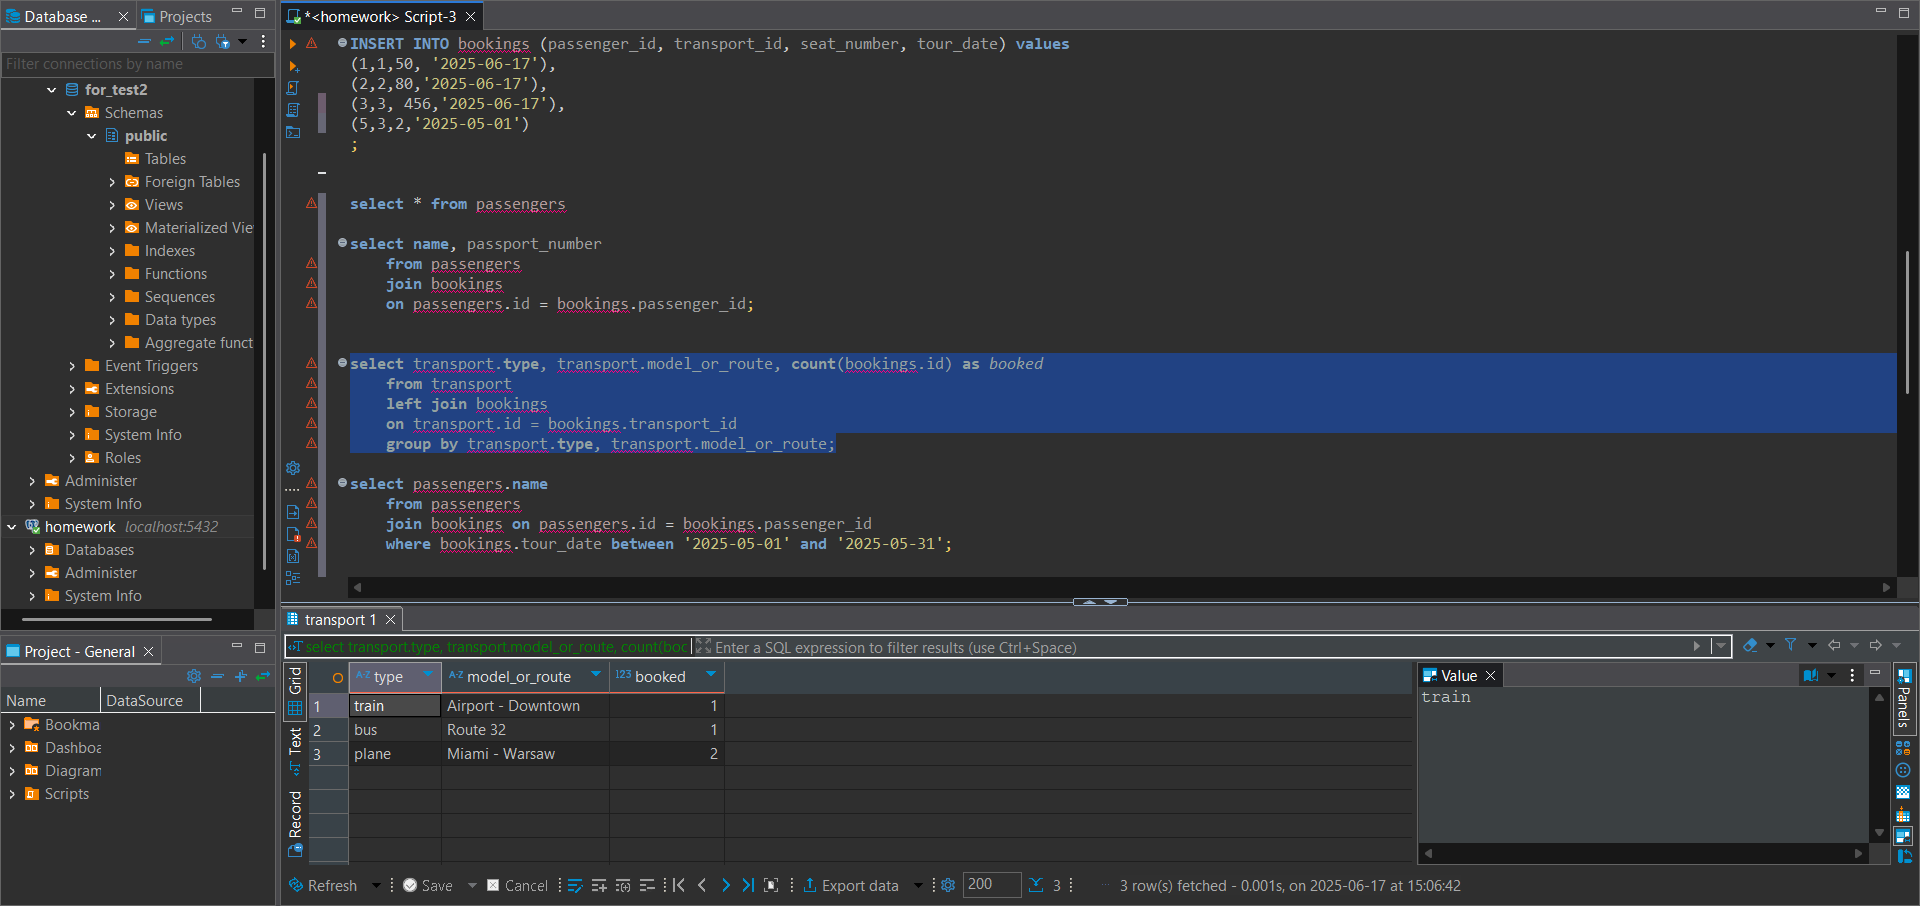 Database ...
Projects
Filter connections by name
for_test2
Schemas
public
Tables
Foreign Tables
Views
Materialized Vie
Indexes
Functions
Sequences
Data types
Aggregate funct
Event Triggers
Extensions
Storage
System Info
Roles
Administer
System Info
homework localhost:5432
Databases
Administer
System Info
Project - General
Name DataSource
Bookma
Dashboa
Diagram
Scripts
*<homework> Script-3
INSERT INTO bookings (passenger_id, transport_id, seat_number, tour_date) values
(1,1,50, '2025-06-17'),
(2,2,80,'2025-06-17'),
(3,3, 456,'2025-06-17'),
(5,3,2,'2025-05-01')
;
select * from passengers
select name, passport_number
from passengers
join bookings
on passengers.id = bookings.passenger_id;
select transport.type, transport.model_or_route, count(bookings.id) as booked
from transport
left join bookings
on transport.id = bookings.transport_id
group by transport.type, transport.model_or_route;
select passengers.name
from passengers
join bookings on passengers.id = bookings.passenger_id
where bookings.tour_date between '2025-05-01' and '2025-05-31';
transport 1
select transport.type, transport.model_or_route, count(boo
Enter a SQL expression to filter results (use Ctrl+Space)
Grid
Text
Record
A-Z type A-Z model_or_route 123 booked
1 train Airport - Downtown 1
2 bus Route 32 1
3 plane Miami - Warsaw 2
Value
train
Panels
Refresh Save Cancel Export data 200 3 3 row(s) fetched - 0.001s, on 2025-06-17 at 15:06:42